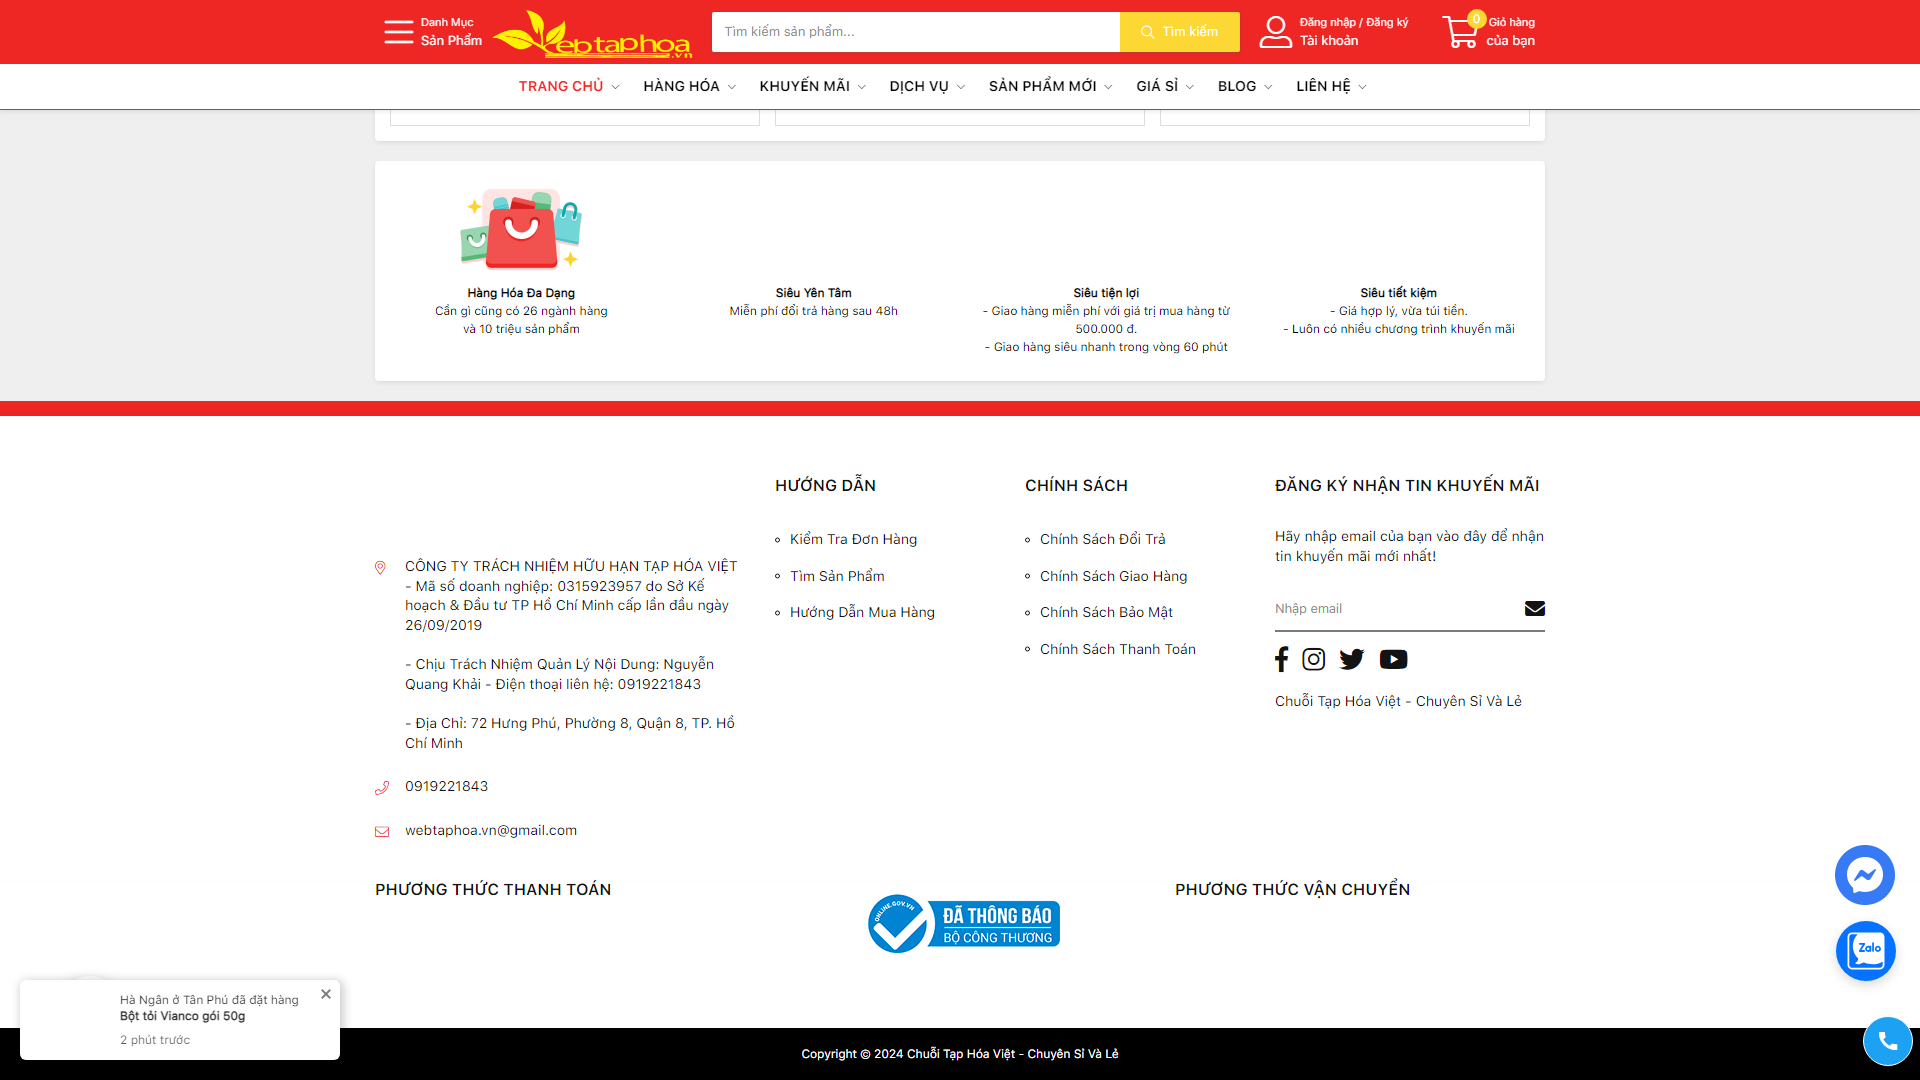 Danh Mục
Sản Phẩm
ebtaphoa
.vn
Tìm kiếm sản phẩm...
Tìm kiếm
Đăng nhập / Đăng ký
Tài khoản
0
Giỏ hàng
của bạn
TRANG CHỦ
HÀNG HÓA
KHUYẾN MÃI
DỊCH VỤ
SẢN PHẨM MỚI
GIÁ SỈ
BLOG
LIÊN HỆ
Hàng Hóa Đa Dạng
Cần gì cũng có 26 ngành hàng
và 10 triệu sản phẩm
Siêu Yên Tâm
Miễn phí đổi trả hàng sau 48h
Siêu tiện lợi
- Giao hàng miễn phí với giá trị mua hàng từ
500.000 đ.
- Giao hàng siêu nhanh trong vòng 60 phút
Siêu tiết kiệm
- Giá hợp lý, vừa túi tiền.
- Luôn có nhiều chương trình khuyến mãi
CÔNG TY TRÁCH NHIỆM HỮU HẠN TẠP HÓA VIỆT
- Mã số doanh nghiệp: 0315923957 do Sở Kế
hoạch & Đầu tư TP Hồ Chí Minh cấp lần đầu ngày
26/09/2019
- Chịu Trách Nhiệm Quản Lý Nội Dung: Nguyễn
Quang Khải - Điện thoại liên hệ: 0919221843
- Địa Chỉ: 72 Hưng Phú, Phường 8, Quận 8, TP. Hồ
Chí Minh
0919221843
webtaphoa.vn@gmail.com
HƯỚNG DẪN
Kiểm Tra Đơn Hàng
Tìm Sản Phẩm
Hướng Dẫn Mua Hàng
CHÍNH SÁCH
Chính Sách Đổi Trả
Chính Sách Giao Hàng
Chính Sách Bảo Mật
Chính Sách Thanh Toán
ĐĂNG KÝ NHẬN TIN KHUYẾN MÃI
Hãy nhập email của bạn vào đây để nhận
tin khuyến mãi mới nhất!
Nhập email
Chuỗi Tạp Hóa Việt - Chuyên Sỉ Và Lẻ
PHƯƠNG THỨC THANH TOÁN
ONLINE.GOV.VN
ĐÃ THÔNG BÁO
BỘ CÔNG THƯƠNG
PHƯƠNG THỨC VẬN CHUYỂN
Zalo
Hà Ngân ở Tân Phú đã đặt hàng
Bột tỏi Vianco gói 50g
2 phút trước
Copyright © 2024 Chuỗi Tạp Hóa Việt - Chuyên Sỉ Và Lẻ